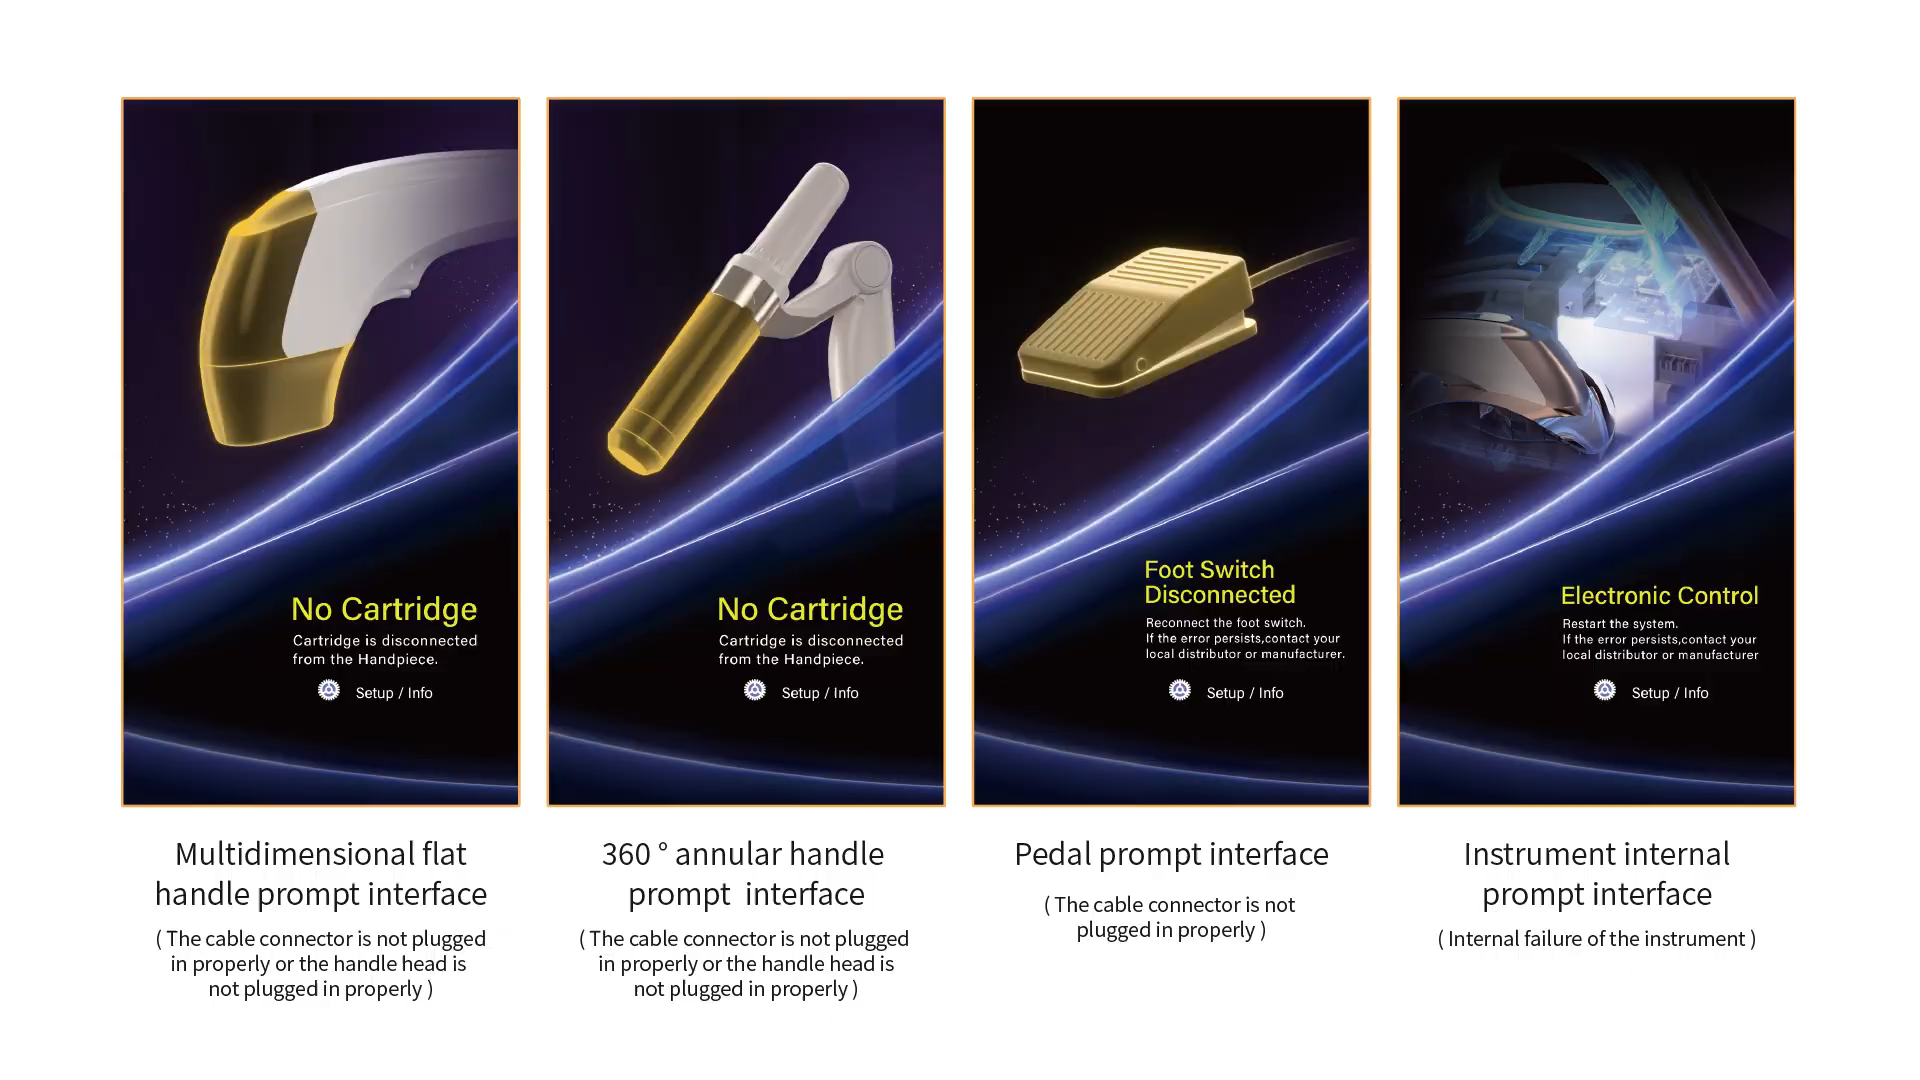 No Cartridge
Cartridge is disconnected
from the Handpiece.
Setup / Info
Multidimensional flat
handle prompt interface
( The cable connector is not plugged
in properly or the handle head is
not plugged in properly )
No Cartridge
Cartridge is disconnected
from the Handpiece.
Setup / Info
360 ° annular handle
prompt interface
( The cable connector is not plugged
in properly or the handle head is
not plugged in properly )
Foot Switch
Disconnected
Reconnect the foot switch.
If the error persists,contact your
local distributor or manufacturer.
Setup / Info
Pedal prompt interface
( The cable connector is not
plugged in properly )
Electronic Control
Restart the system.
If the error persists,contact your
local distributor or manufacturer
Setup / Info
Instrument internal
prompt interface
( Internal failure of the instrument )